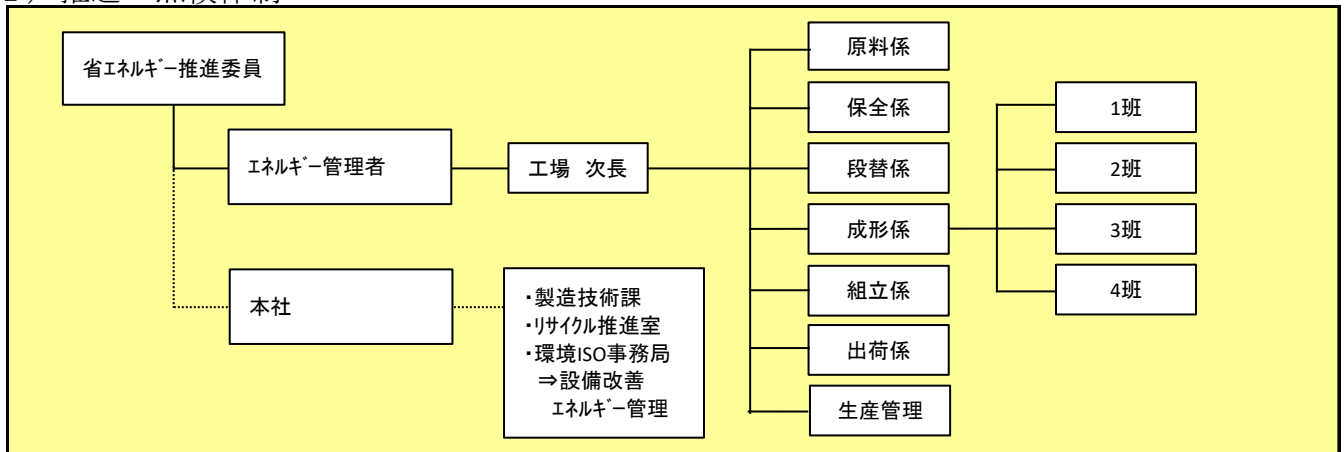 省ｴﾈﾙｷﾞｰ推進委員
ｴﾈﾙｷﾞｰ管理者
工場 次長
本社
・製造技術課
・ﾘｻｲｸﾙ推進室
・環境ISO事務局
⇒設備改善
ｴﾈﾙｷﾞｰ管理
原料係
保全係
段替係
成形係
組立係
出荷係
生産管理
1班
2班
3班
4班